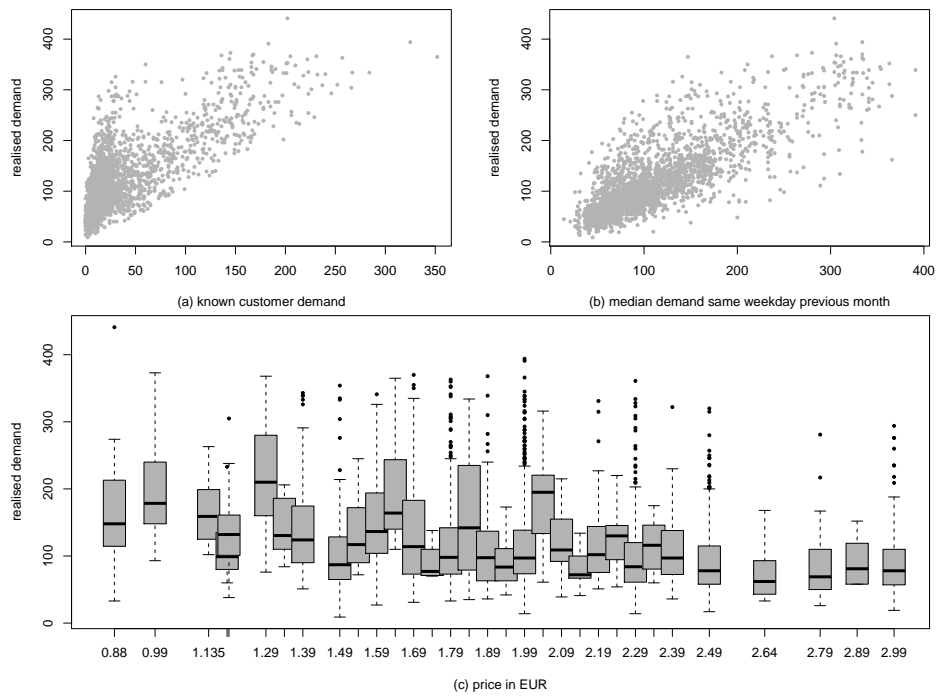 realised demand
400
300
200
100
0
0 50 100 150 200 250 300 350
(a) known customer demand
realised demand
400
300
200
100
0
0 100 200 300 400
(b) median demand same weekday previous month
realised demand
400
300
200
100
0
0.88 0.99 1.135 1.29 1.39 1.49 1.59 1.69 1.79 1.89 1.99 2.09 2.19 2.29 2.39 2.49 2.64 2.79 2.89 2.99
(c) price in EUR